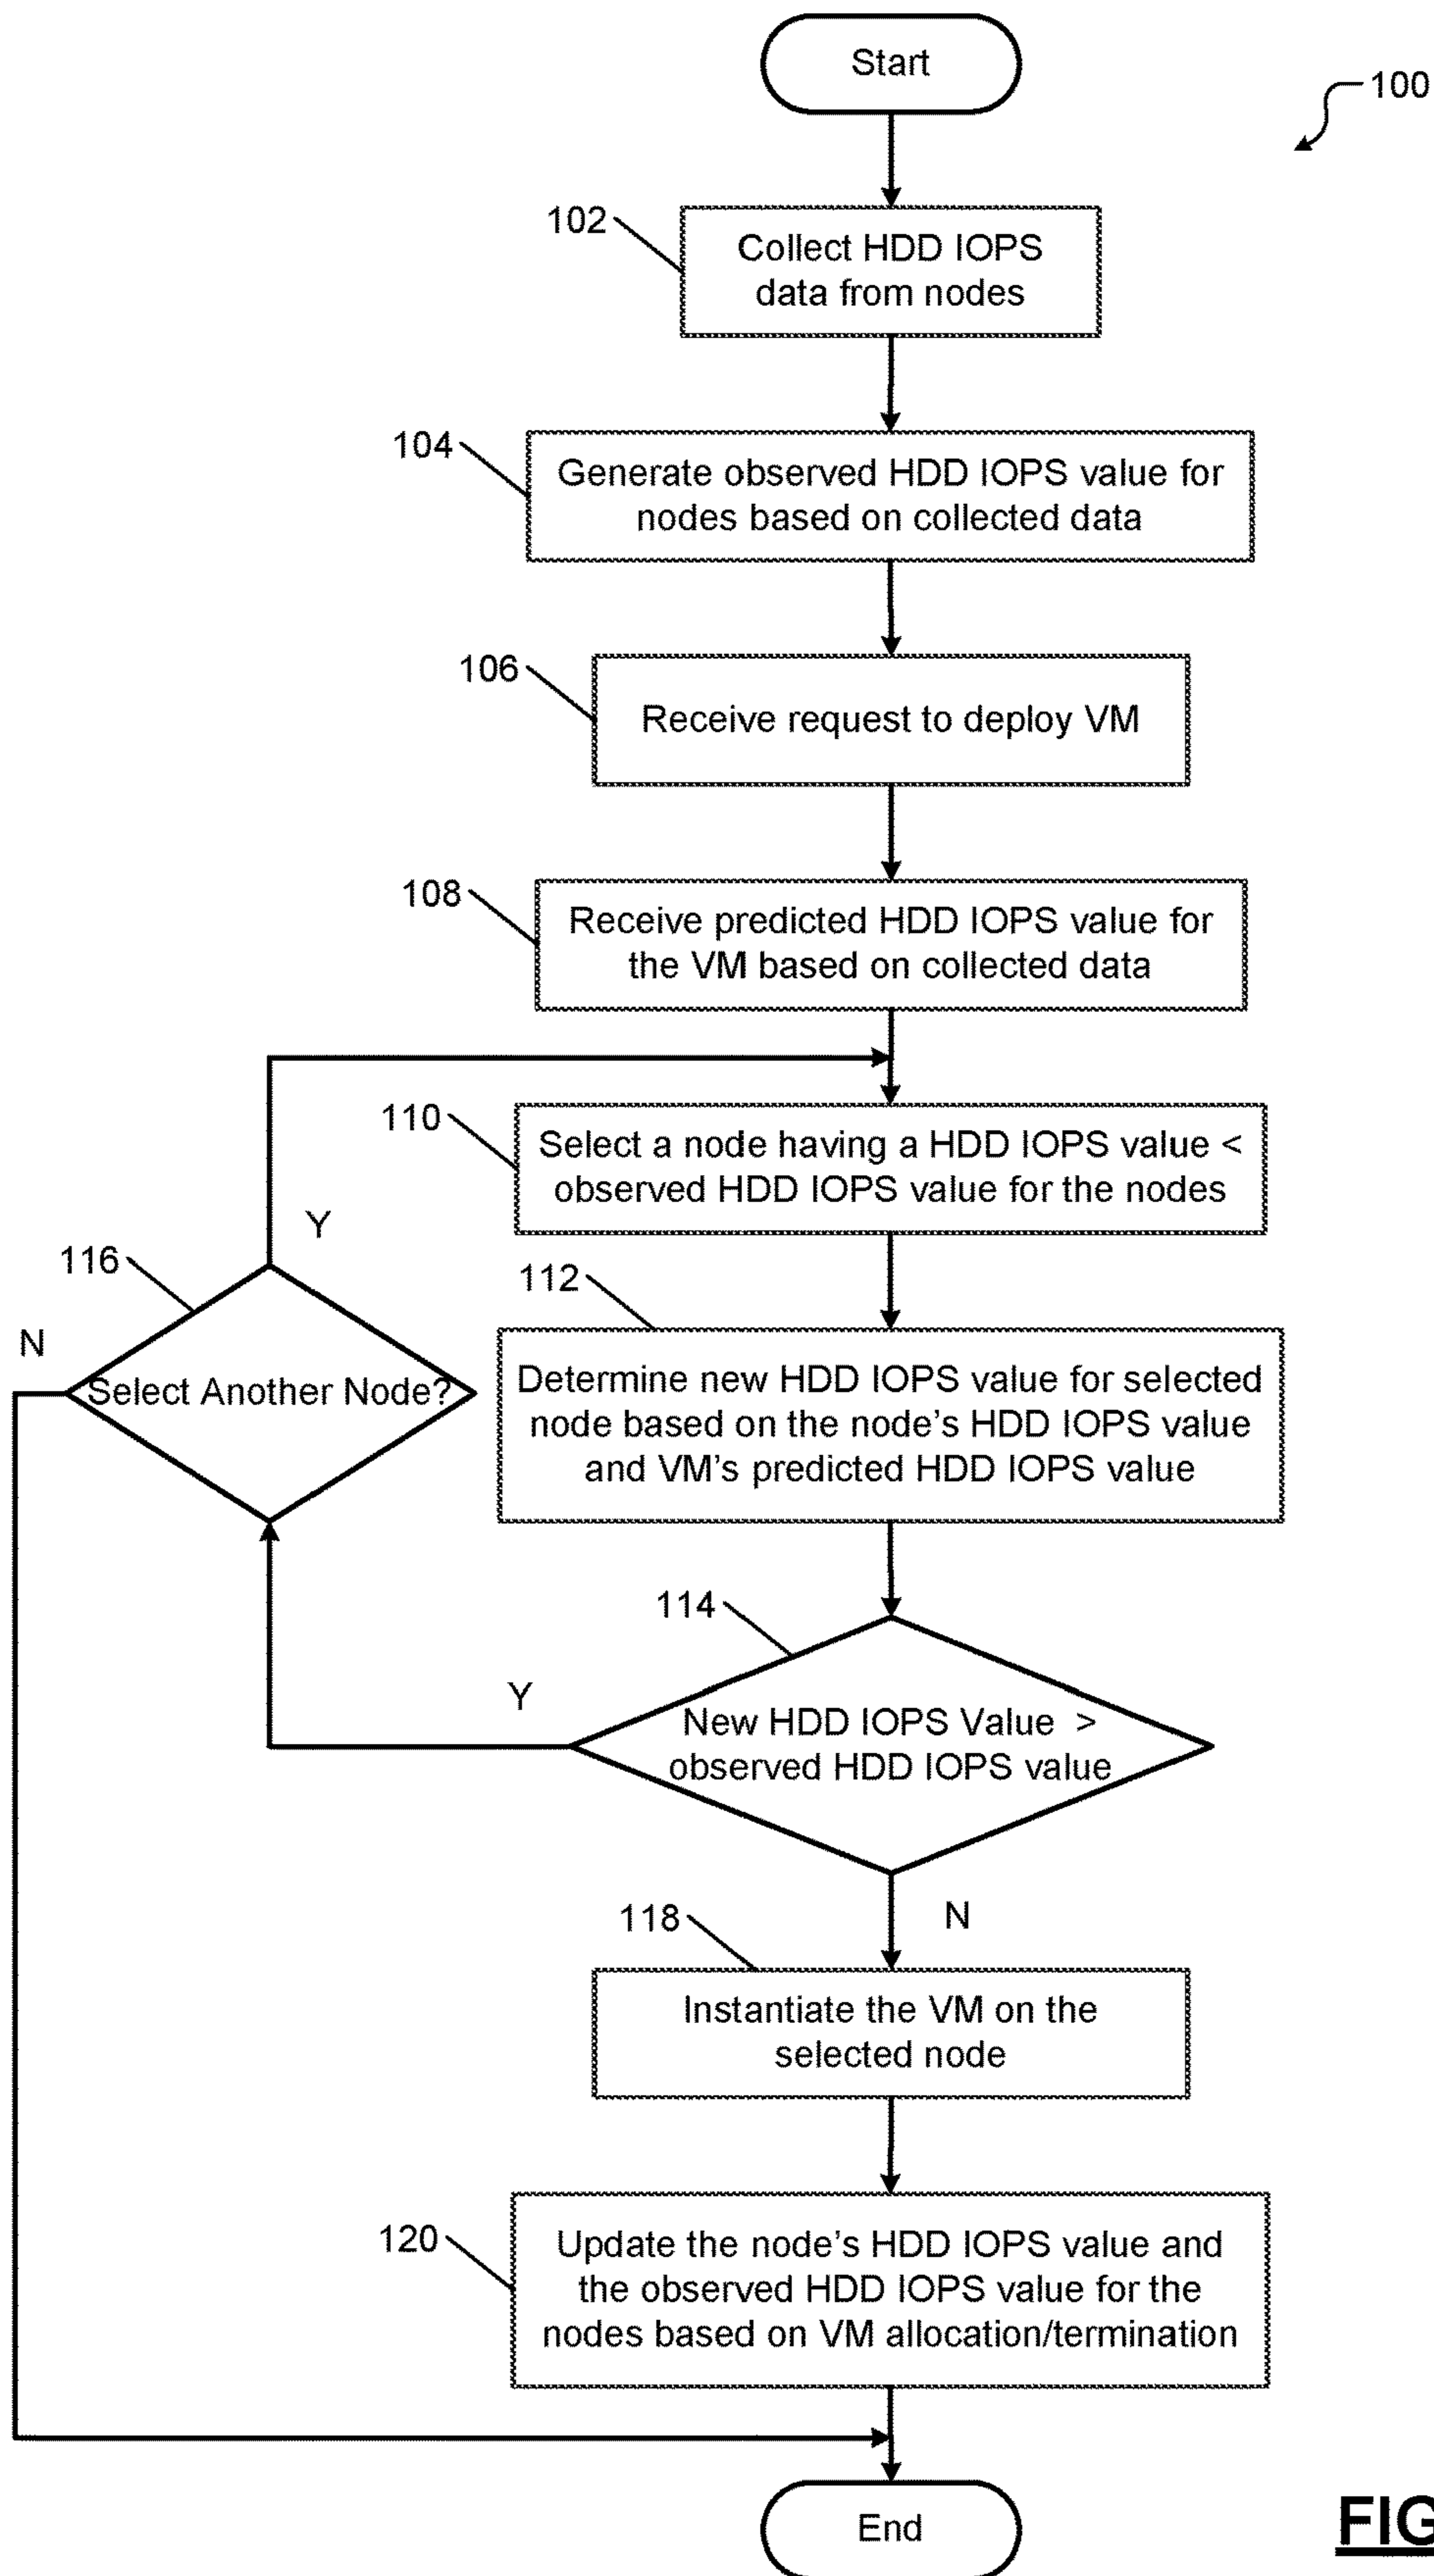 Start
100
102
Collect HDD IOPS
data from nodes
104
Generate observed HDD IOPS value for
nodes based on collected data
106
Receive request to deploy VM
108
Receive predicted HDD IOPS value for
the VM based on collected data
110
Select a node having a HDD IOPS value <
observed HDD IOPS value for the nodes
Y
116
N
Select Another Node?
112
Determine new HDD IOPS value for selected
node based on the node's HDD IOPS value
and VM's predicted HDD IOPS value
114
Y
New HDD IOPS Value >
observed HDD IOPS value
N
118
Instantiate the VM on the
selected node
120
Update the node's HDD IOPS value and
the observed HDD IOPS value for the
nodes based on VM allocation/termination
End
FIG